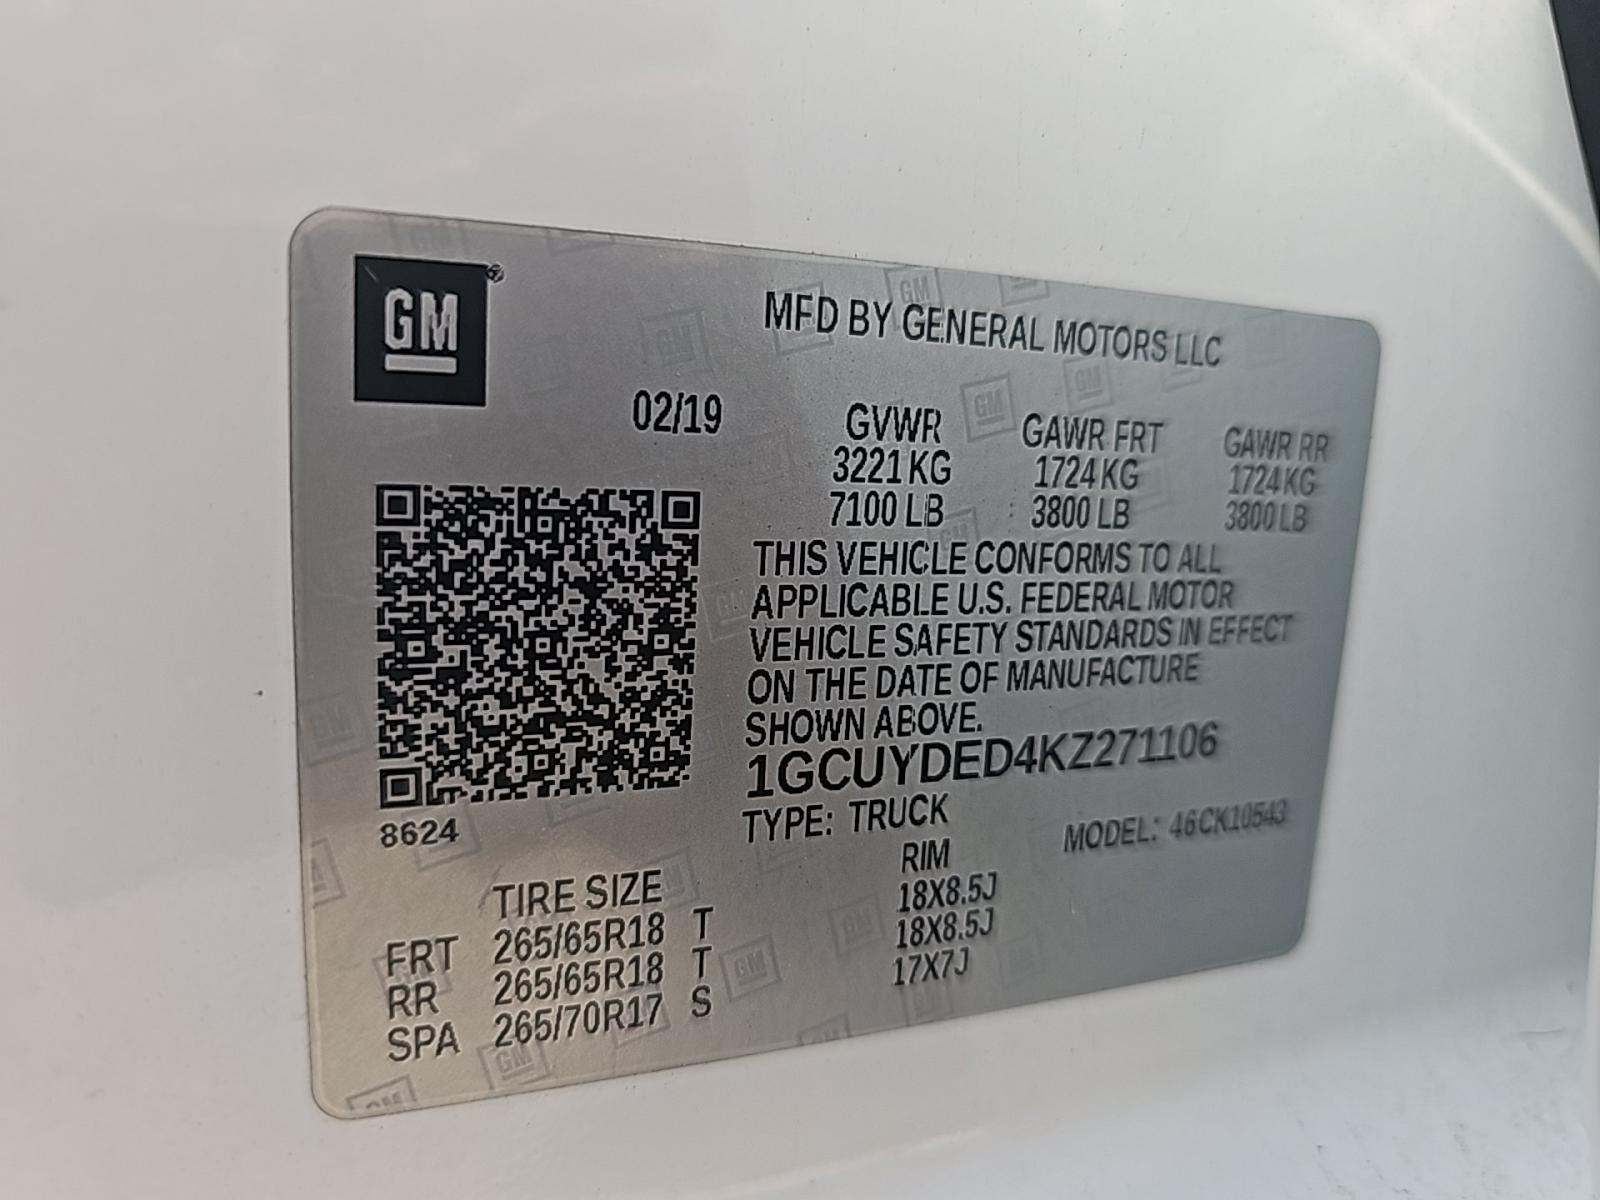 GM
MFD BY GENERAL MOTORS LLC
02/19
GVWR GAWR FRT GAWR RR
3221 KG 1724 KG 1724 KG
7100 LB 3800 LB 3800 LB
THIS VEHICLE CONFORMS TO ALL
APPLICABLE U.S. FEDERAL MOTOR
VEHICLE SAFETY STANDARDS IN EFFECT
ON THE DATE OF MANUFACTURE
SHOWN ABOVE.
1GCUYDED4KZ271106
8624
TYPE: TRUCK MODEL: 46CK10543
TIRE SIZE RIM
FRT 265/65R18 T 18X8.5J
RR 265/65R18 T 18X8.5J
SPA 265/70R17 S 17X7J